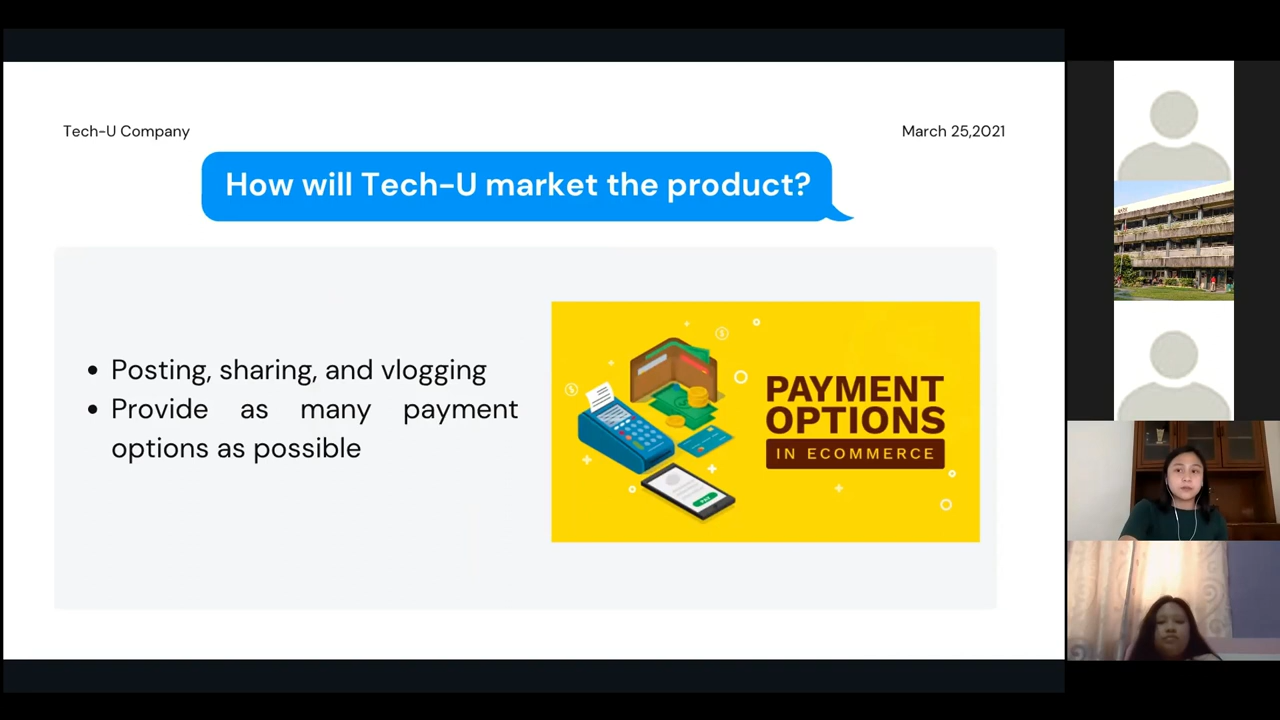 Tech-U Company
March 25,2021
How will Tech-U market the product?
Posting, sharing, and vlogging
Provide as many payment
options as possible
PAYMENT
OPTIONS
IN ECOMMERCE
PAY